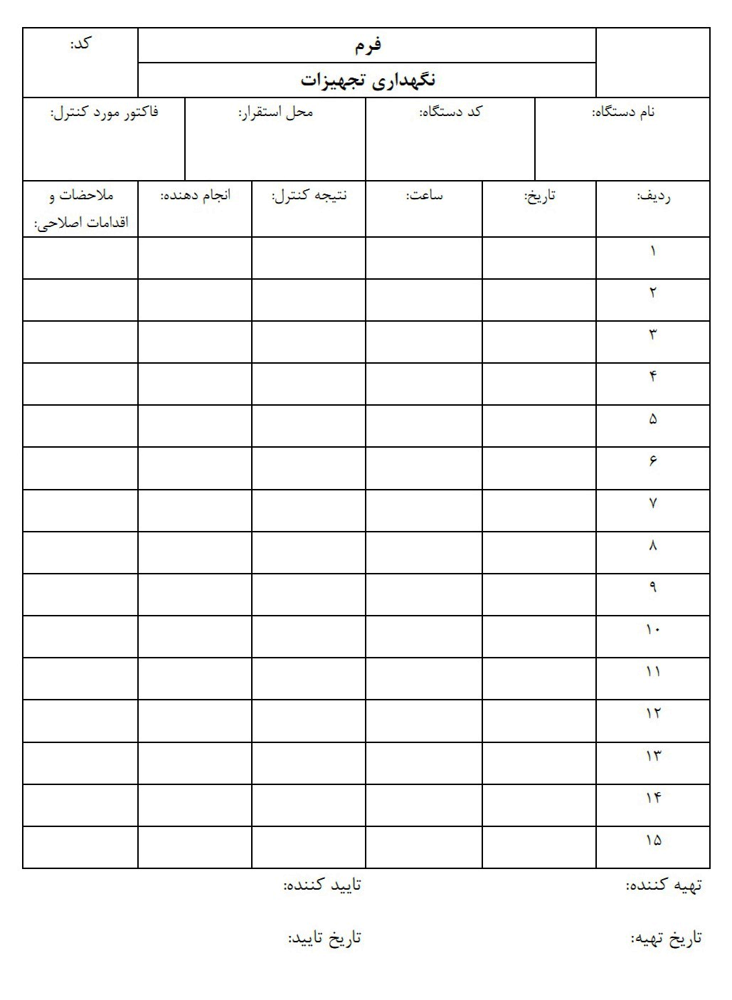 فرم
کد:
نگهداری تجهیزات
نام دستگاه:
کد دستگاه:
محل استقرار:
فاکتور مورد کنترل:
ردیف:
تاریخ:
ساعت:
نتیجه کنترل:
انجام دهنده:
ملاحضات و
اقدامات اصلاحی:
۱
۲
۳
۴
۵
۶
۷
۸
۹
۱۰
۱۱
۱۲
۱۳
۱۴
۱۵
تهیه کننده:
تایید کننده:
تاریخ تهیه:
تاریخ تایید: